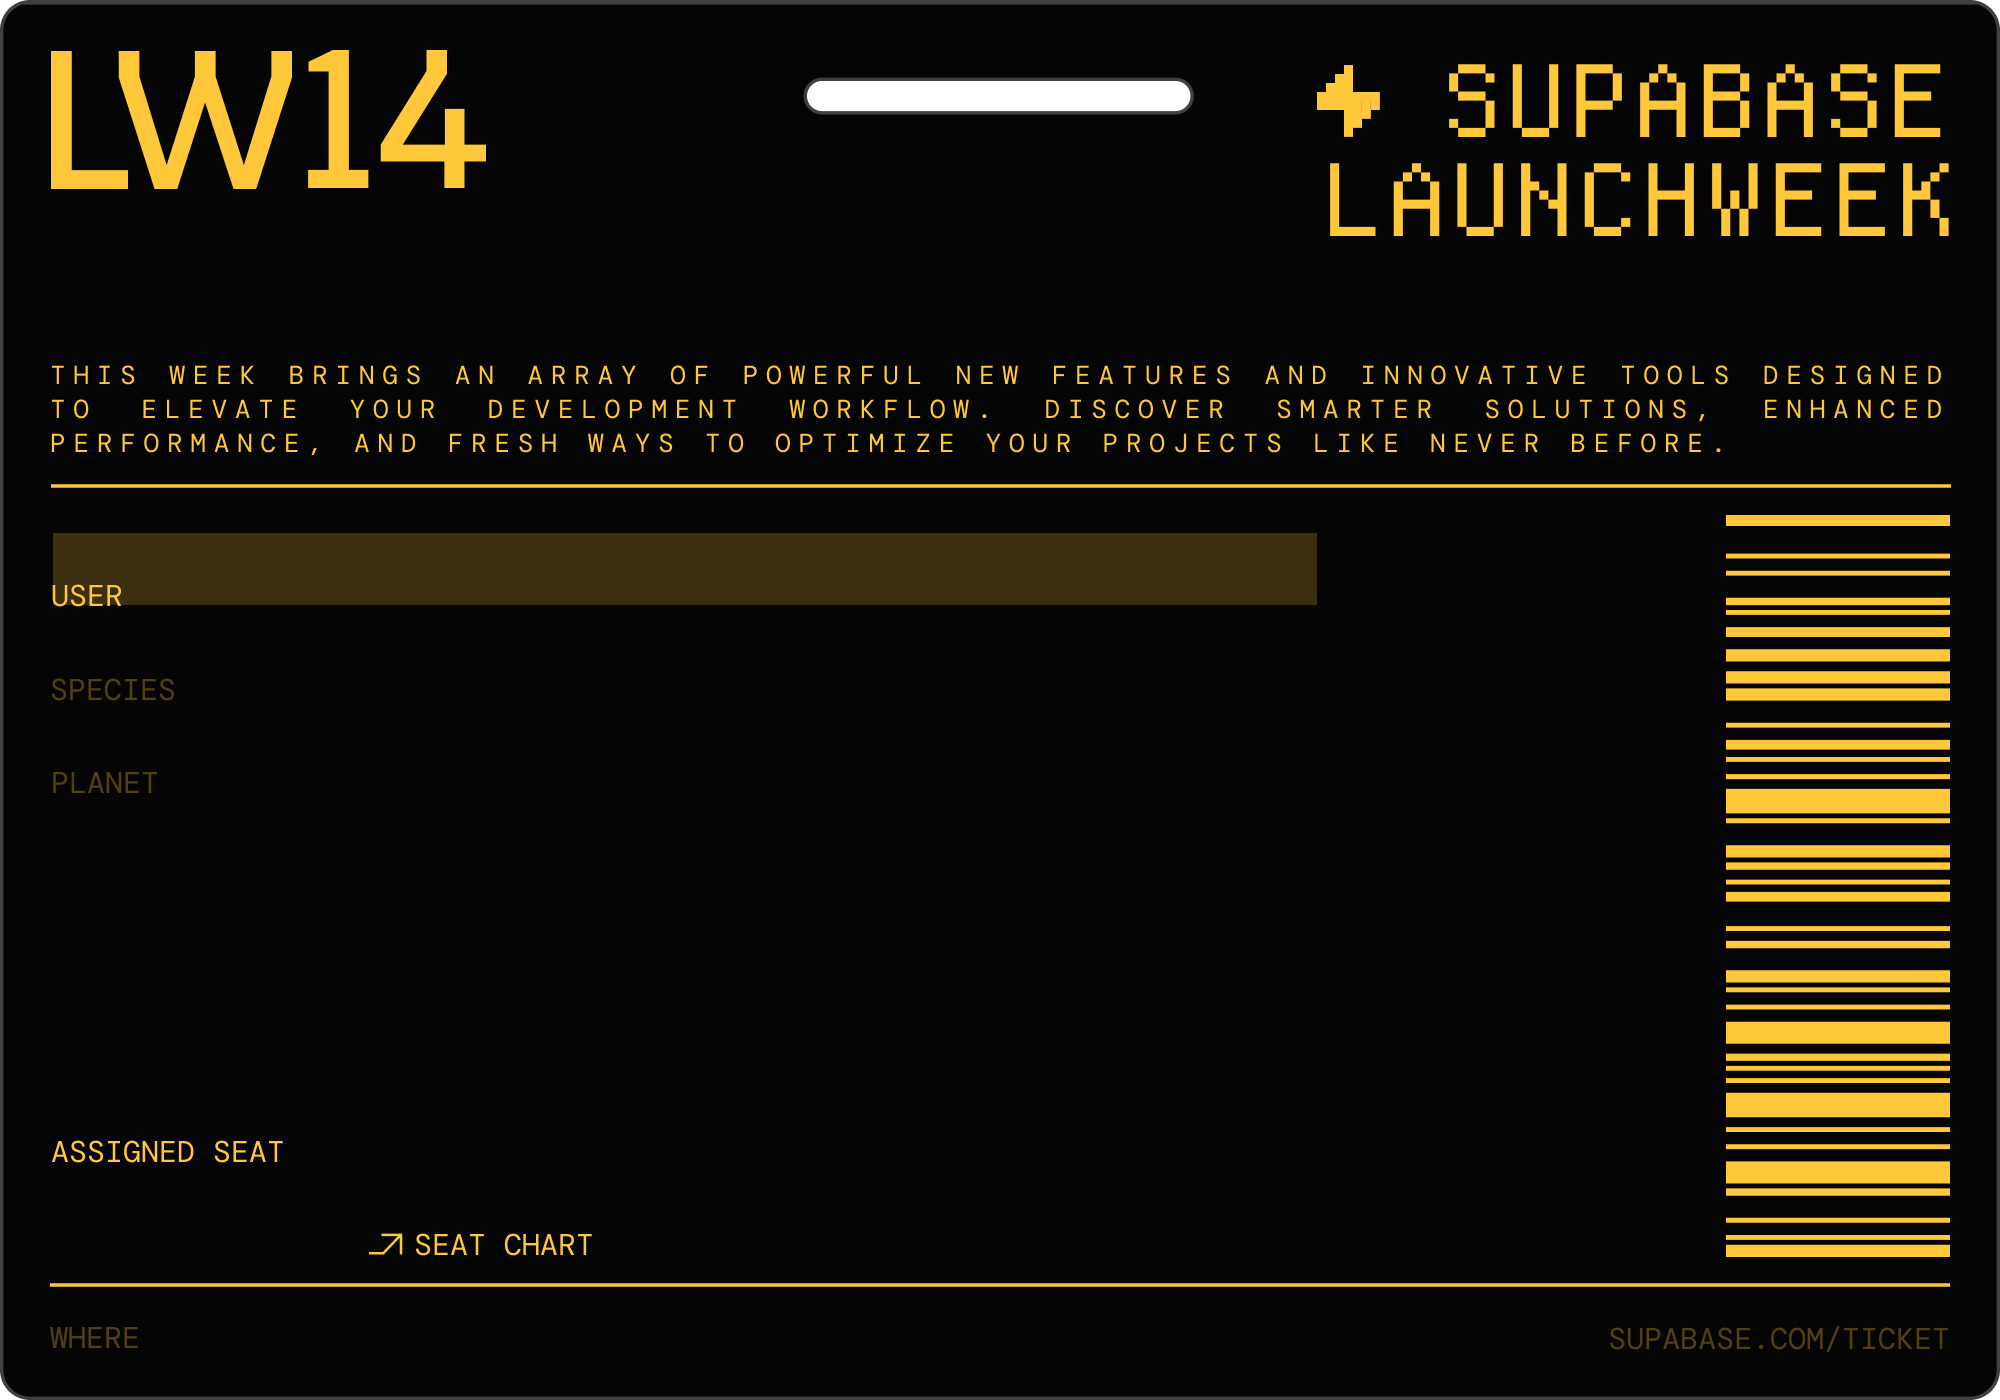 LW14
SUPABASE
LAUNCHWEEK
THIS WEEK BRINGS AN ARRAY OF POWERFUL NEW FEATURES AND INNOVATIVE TOOLS DESIGNED
TO ELEVATE YOUR DEVELOPMENT WORKFLOW. DISCOVER SMARTER SOLUTIONS, ENHANCED
PERFORMANCE, AND FRESH WAYS TO OPTIMIZE YOUR PROJECTS LIKE NEVER BEFORE.
USER
SPECIES
PLANET
ASSIGNED SEAT
SEAT CHART
WHERE
SUPABASE.COM/TICKET